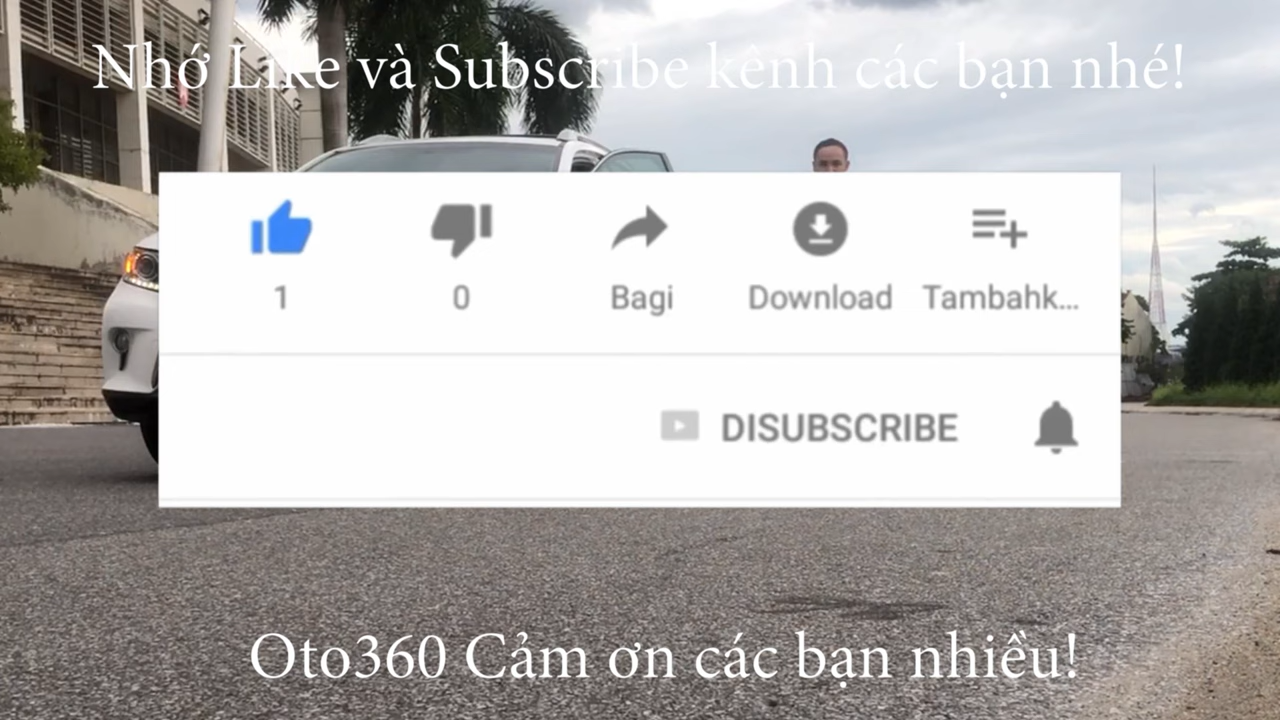 Nhớ Like và Subscribe kênh các bạn nhé!
1 0 Bagi Download Tambahk...
DISUBSCRIBE
Oto360 Cảm ơn các bạn nhiều!